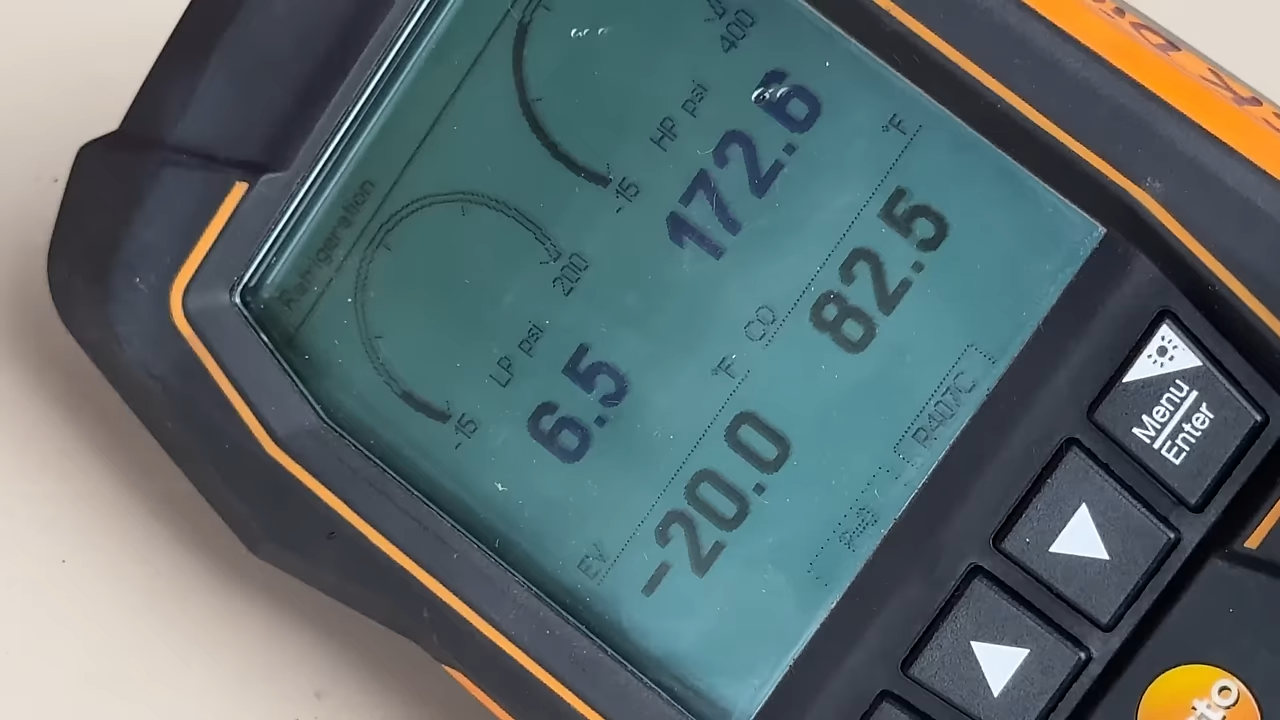 Refrigeration
200
-15
LP psi
6.5
400
-15
HP psi
172.6
EV °F
-20.0
CO °F
82.5
R407C
Menu
Enter